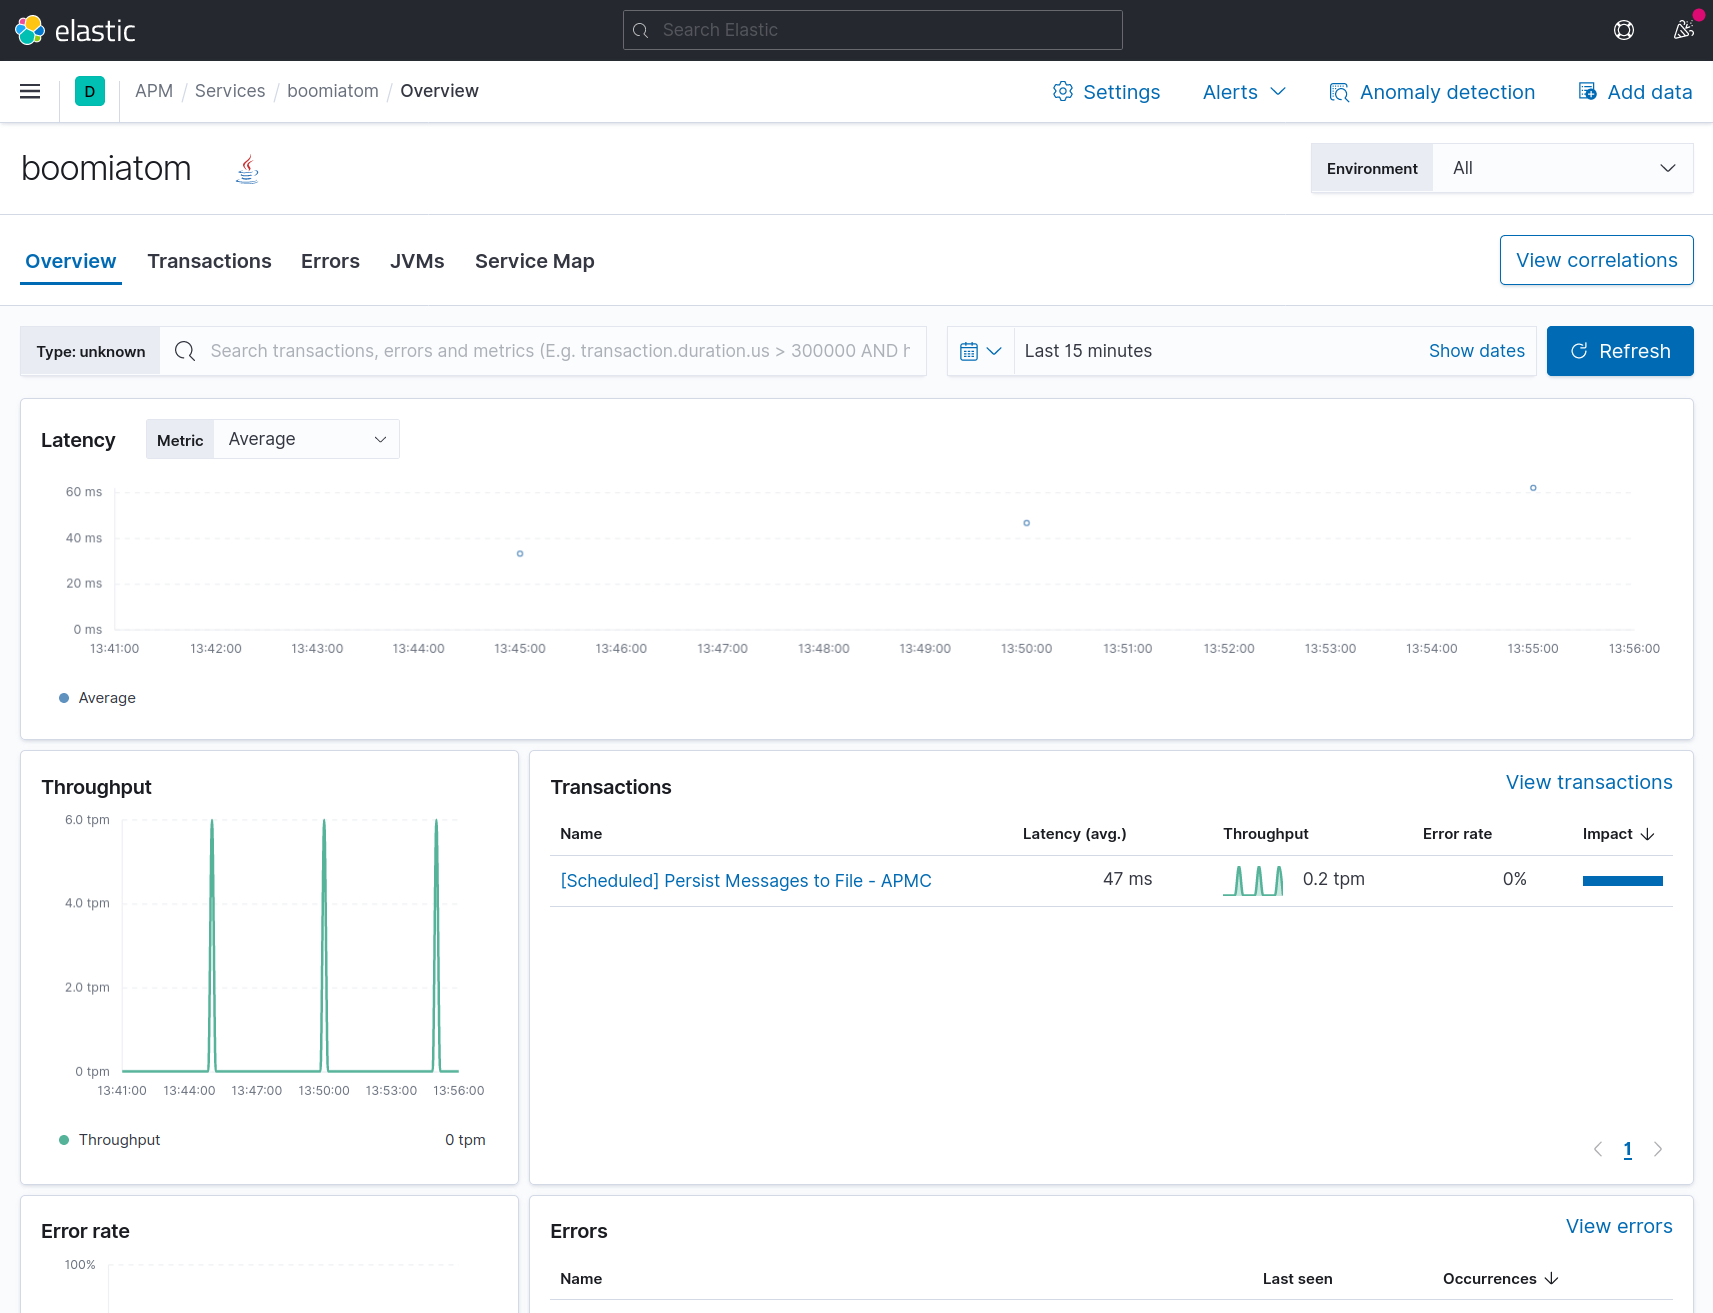 elastic
Search Elastic
D
APM / Services / boomiatom / Overview
Settings
Alerts
Anomaly detection
Add data
boomiatom
Environment
All
Overview
Transactions
Errors
JVMs
Service Map
View correlations
Type: unknown
Search transactions, errors and metrics (E.g. transaction.duration.us > 300000 AND h
Last 15 minutes
Show dates
Refresh
Latency
Metric
Average
60 ms
40 ms
20 ms
0 ms
13:41:00
13:42:00
13:43:00
13:44:00
13:45:00
13:46:00
13:47:00
13:48:00
13:49:00
13:50:00
13:51:00
13:52:00
13:53:00
13:54:00
13:55:00
13:56:00
Average
Throughput
6.0 tpm
4.0 tpm
2.0 tpm
0 tpm
13:41:00
13:44:00
13:47:00
13:50:00
13:53:00
13:56:00
Throughput
0 tpm
Transactions
View transactions
Name
Latency (avg.)
Throughput
Error rate
Impact
[Scheduled] Persist Messages to File - APMC
47 ms
0.2 tpm
0%
1
Error rate
100%
Errors
View errors
Name
Last seen
Occurrences